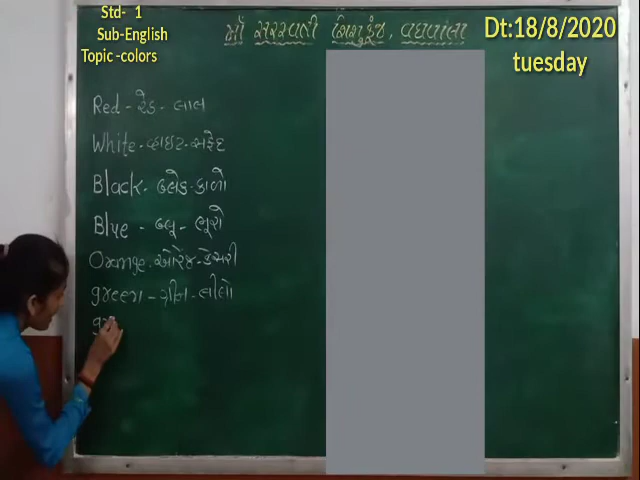 Std- 1
Sub-English
Topic -colors
માઁ સરસ્વતી શિશુકુંજ, વઘવાલા
Dt:18/8/2020
tuesday
Red - રેડ - લાલ
White - વ્હાઇટ - સફેદ
Black - બ્લેક - કાળો
Blue - બ્લૂ - ભૂરો
Orange - ઓરેંજ - કેસરી
green - ગ્રીન - લીલો